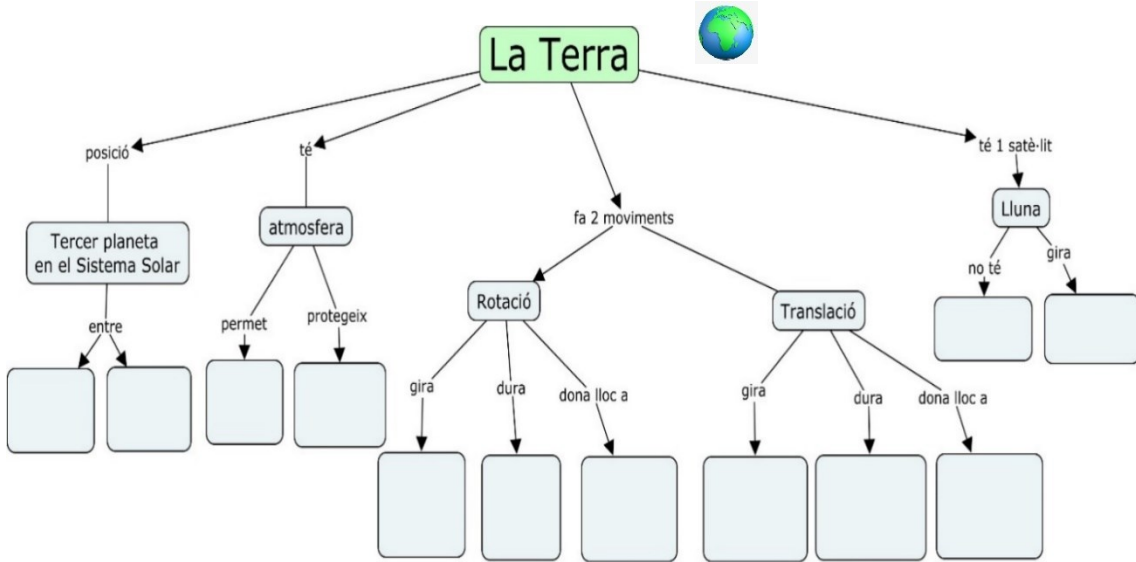 La Terra
posició
té
té 1 satè·lit
Tercer planeta
en el Sistema Solar
atmosfera
fa 2 moviments
Lluna
entre
permet
protegeix
Rotació
Translació
no té
gira
gira
dura
dona lloc a
gira
dura
dona lloc a